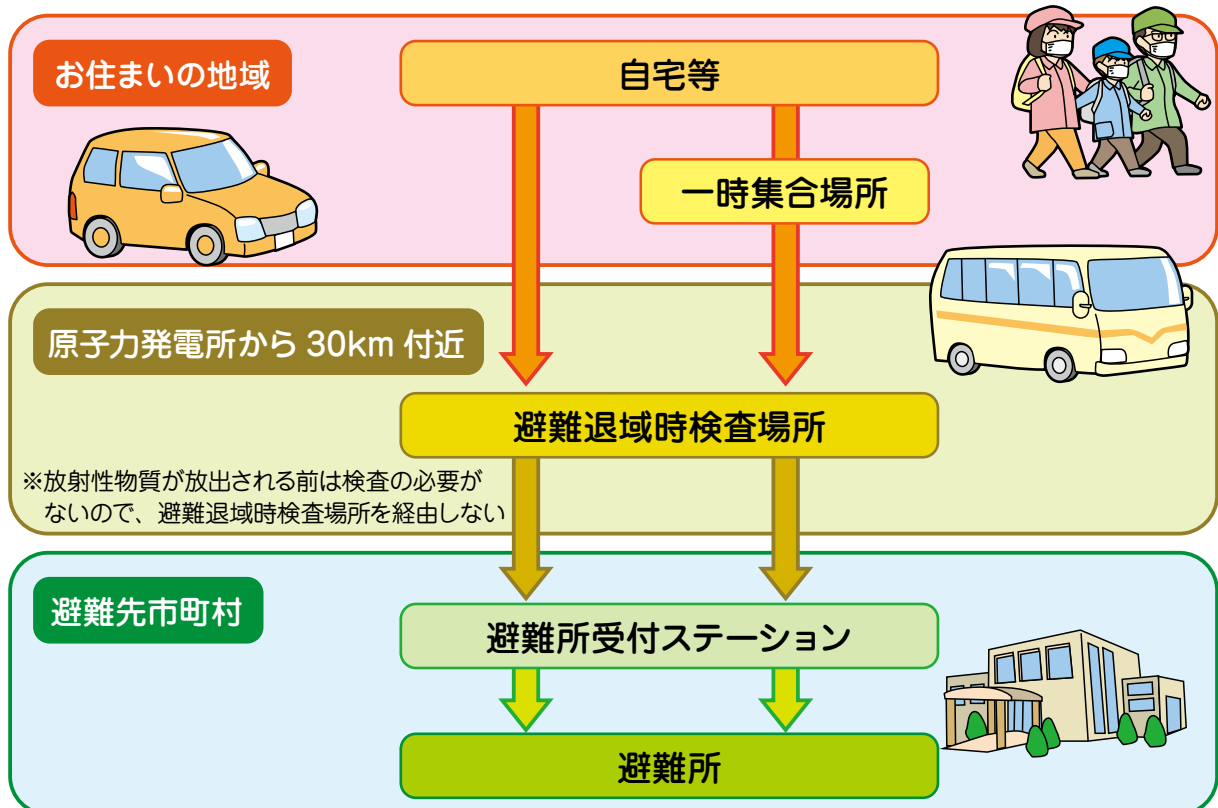 お住まいの地域
自宅等
一時集合場所
原子力発電所から 30km 付近
避難退域時検査場所
※放射性物質が放出される前は検査の必要が
ないので、避難退域時検査場所を経由しない
避難先市町村
避難所受付ステーション
避難所